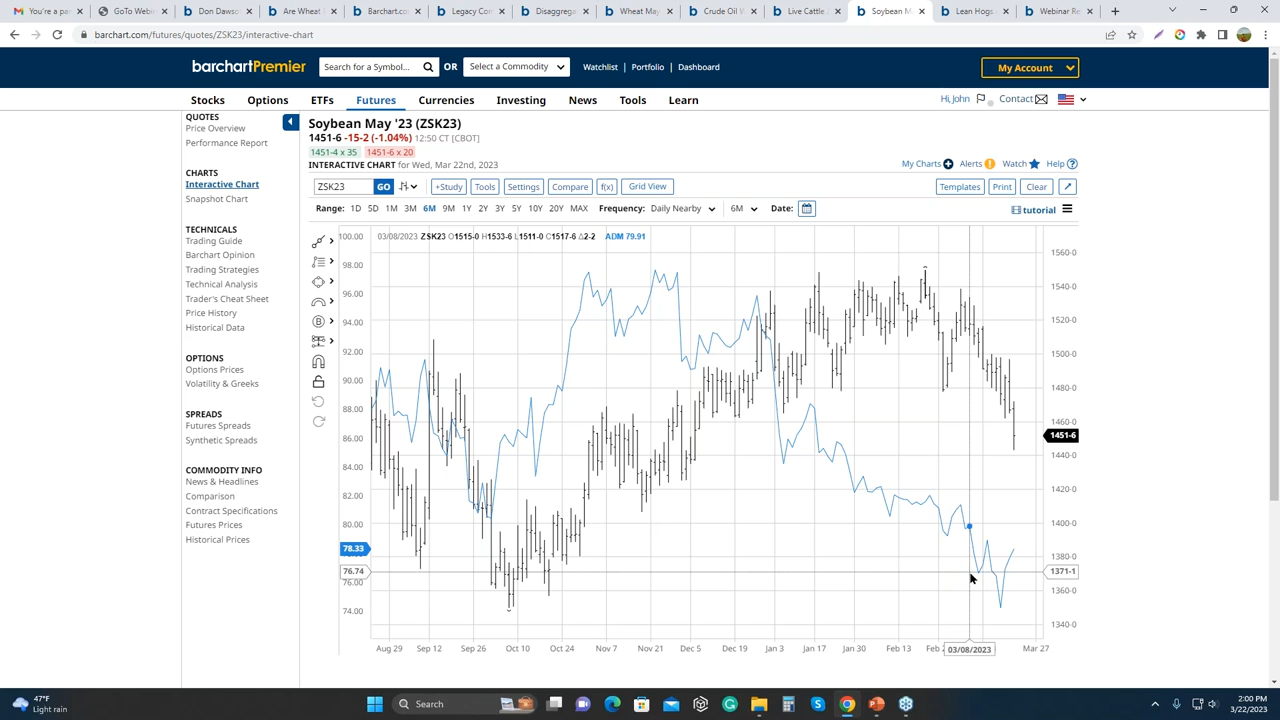 You're a pa
GoTo Webi
Don Dawso
Are Wheat
Barchart.co
Legacy Con
Disaggrega
Wheat May
Crude Oil W
Live Cattle
Soybean M
Lean Hogs
Webinar Re
barchart.com/futures/quotes/ZSK23/interactive-chart
barchartPremier
Search for a Symbol...
OR
Select a Commodity
Watchlist
Portfolio
Dashboard
My Account
Stocks
Options
ETFs
Futures
Currencies
Investing
News
Tools
Learn
Hi, John
Contact
QUOTES
Price Overview
Performance Report
CHARTS
Interactive Chart
Snapshot Chart
TECHNICALS
Trading Guide
Barchart Opinion
Trading Strategies
Technical Analysis
Trader's Cheat Sheet
Price History
Historical Data
OPTIONS
Options Prices
Volatility & Greeks
SPREADS
Futures Spreads
Synthetic Spreads
COMMODITY INFO
News & Headlines
Comparison
Contract Specifications
Futures Prices
Historical Prices
Soybean May '23 (ZSK23)
1451-6 -15-2 (-1.04%) 12:50 CT [CBOT]
1451-4 x 35 1451-6 x 20
INTERACTIVE CHART for Wed, Mar 22nd, 2023
My Charts
Alerts
Watch
Help
ZSK23
GO
+Study
Tools
Settings
Compare
f(x)
Grid View
Templates
Print
Clear
Range: 1D 5D 1M 3M 6M 9M 1Y 2Y 3Y 5Y 10Y 20Y MAX Frequency: Daily Nearby 6M Date:
tutorial
03/08/2023 ZSK23 O1515-0 H1533-6 L1511-0 C1517-6 Δ2-2 ADM 79.91
100.00
98.00
96.00
94.00
92.00
90.00
88.00
86.00
84.00
82.00
80.00
78.33
76.74
76.00
74.00
1560-0
1540-0
1520-0
1500-0
1480-0
1460-0
1451-6
1440-0
1420-0
1400-0
1380-0
1371-1
1360-0
1340-0
Aug 29 Sep 12 Sep 26 Oct 10 Oct 24 Nov 7 Nov 21 Dec 5 Dec 19 Jan 3 Jan 17 Jan 30 Feb 13 Feb 03/08/2023 Mar 27
47°F
Light rain
Search
2:00 PM
3/22/2023